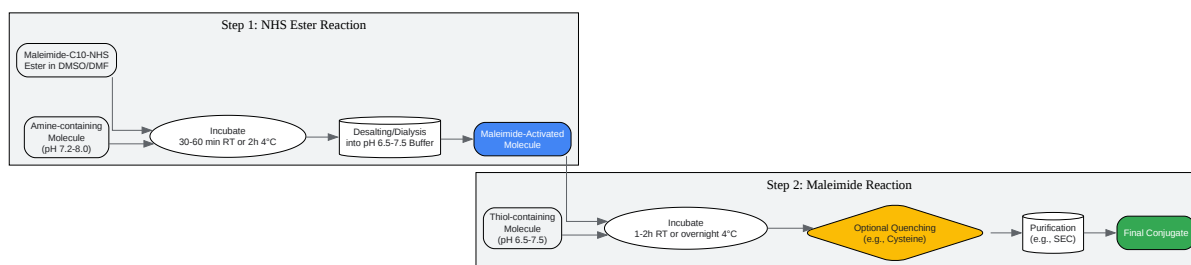 Step 1: NHS Ester Reaction
Maleimide-C10-NHS
Ester in DMSO/DMF
Amine-containing
Molecule
(pH 7.2-8.0)
Incubate
30-60 min RT or 2h 4°C
Desalting/Dialysis
into pH 6.5-7.5 Buffer
Maleimide-Activated
Molecule
Step 2: Maleimide Reaction
Thiol-containing
Molecule
(pH 6.5-7.5)
Incubate
1-2h RT or overnight 4°C
Optional Quenching
(e.g., Cysteine)
Purification
(e.g., SEC)
Final Conjugate